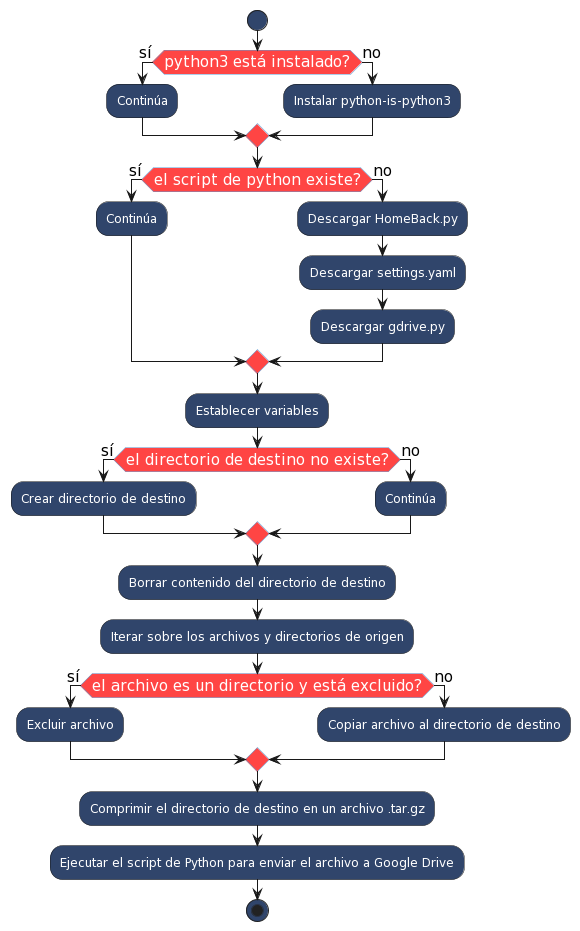 python3 está instalado?
sí
no
Continúa
Instalar python-is-python3
el script de python existe?
sí
no
Continúa
Descargar HomeBack.py
Descargar settings.yaml
Descargar gdrive.py
Establecer variables
el directorio de destino no existe?
sí
no
Crear directorio de destino
Continúa
Borrar contenido del directorio de destino
Iterar sobre los archivos y directorios de origen
el archivo es un directorio y está excluido?
sí
no
Excluir archivo
Copiar archivo al directorio de destino
Comprimir el directorio de destino en un archivo .tar.gz
Ejecutar el script de Python para enviar el archivo a Google Drive